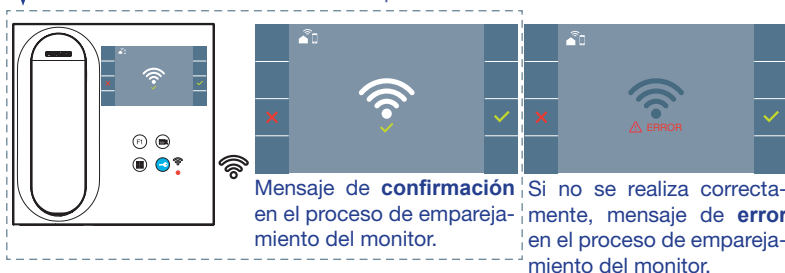 F1
ERROR
Mensaje de confirmación
en el proceso de empareja-
miento del monitor.
Si no se realiza correcta-
mente, mensaje de error
en el proceso de empareja-
miento del monitor.